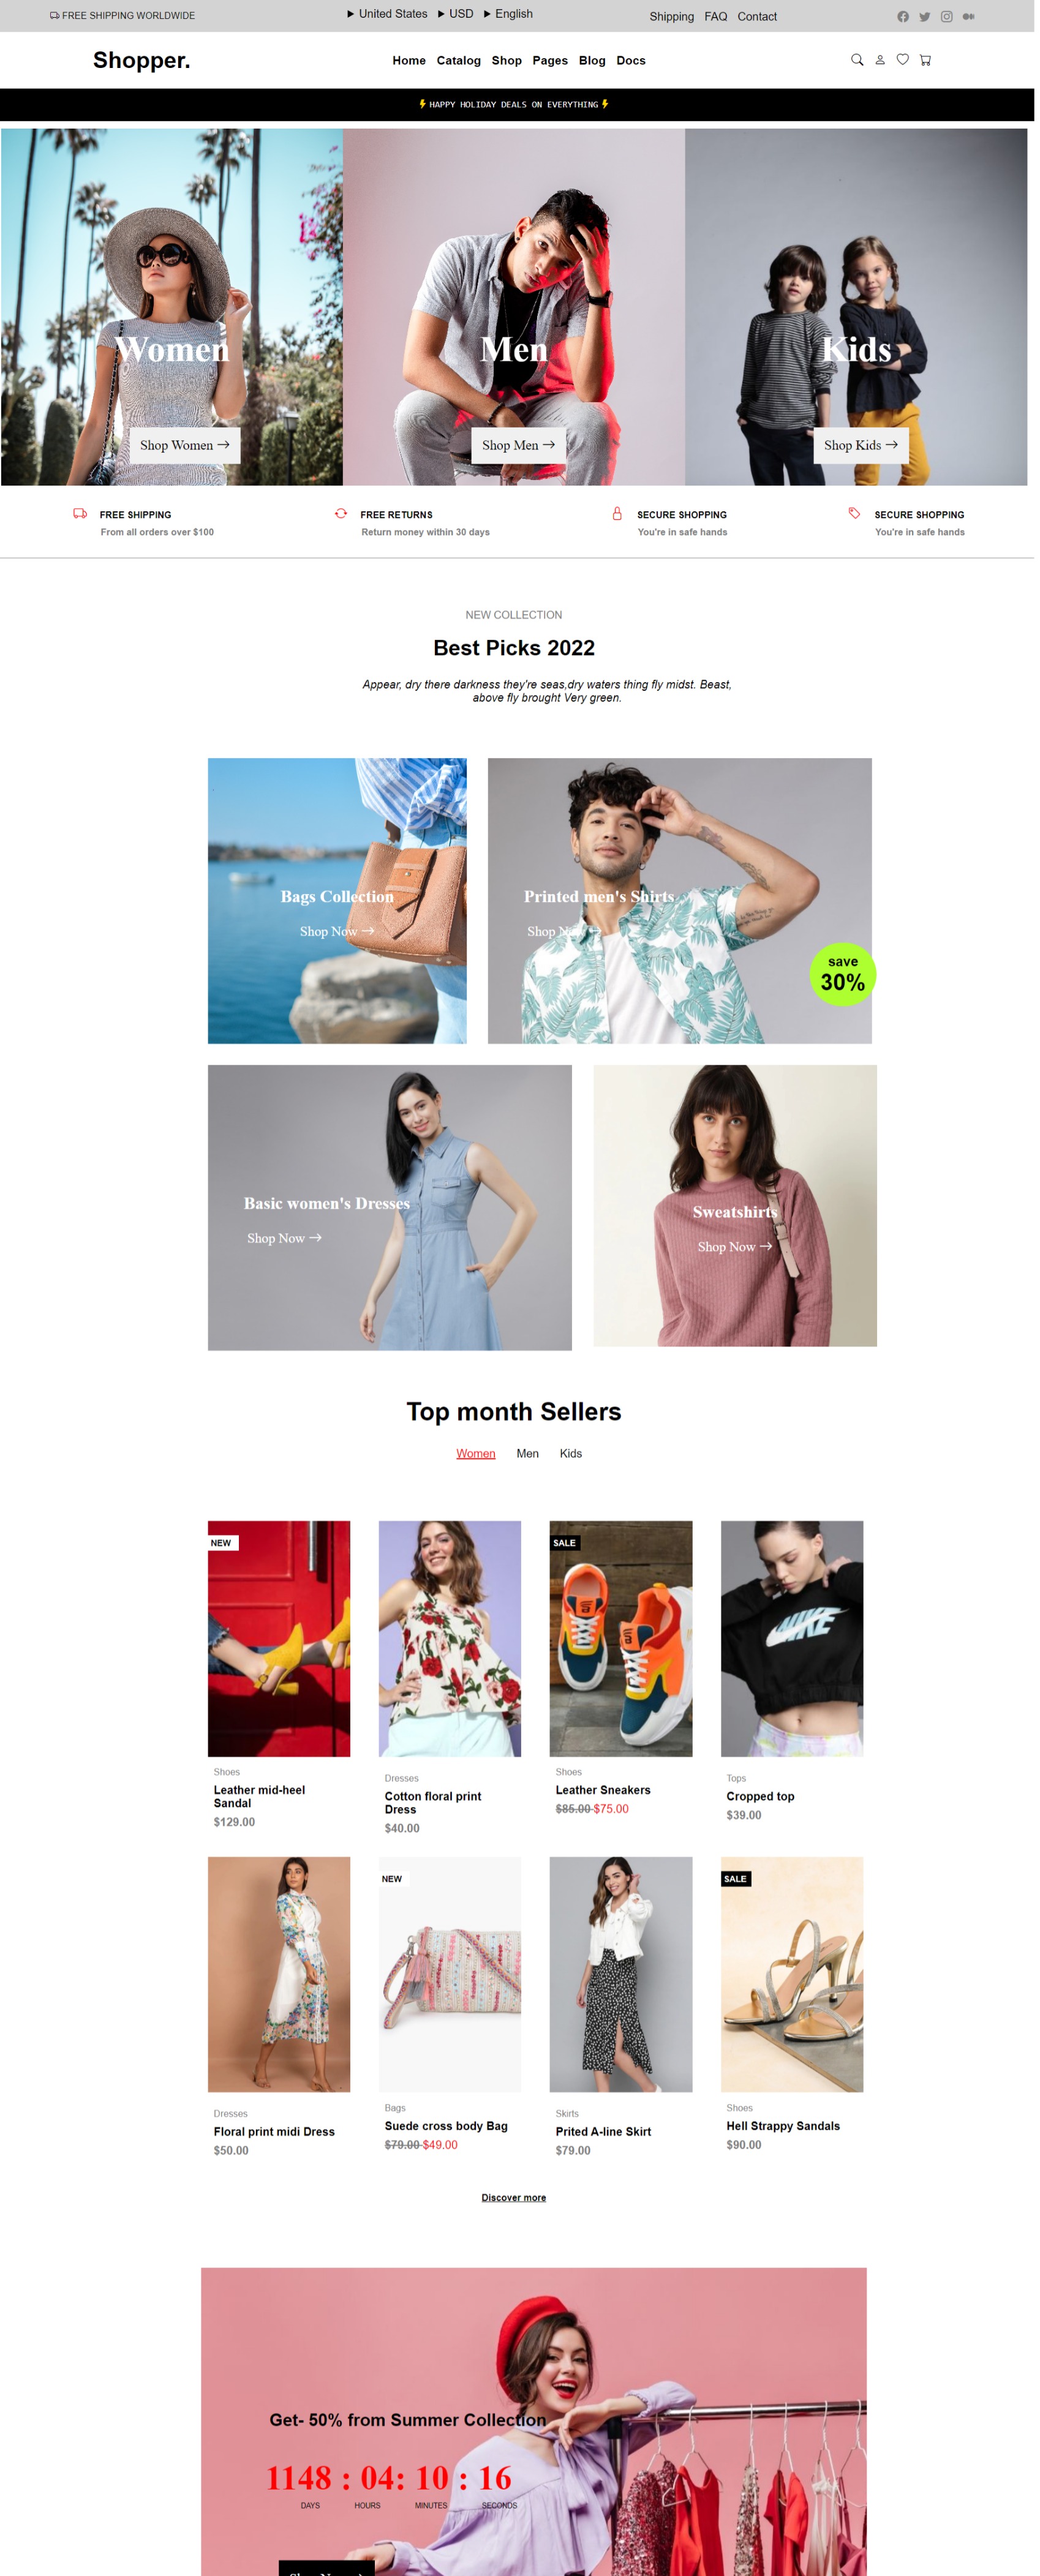 FREE SHIPPING WORLDWIDE
United States USD English
Shipping FAQ Contact
Shopper.
Home Catalog Shop Pages Blog Docs
HAPPY HOLIDAY DEALS ON EVERYTHING
Women
Shop Women →
Men
Shop Men →
Kids
Shop Kids →
FREE SHIPPING
From all orders over $100
FREE RETURNS
Return money within 30 days
SECURE SHOPPING
You're in safe hands
SECURE SHOPPING
You're in safe hands
NEW COLLECTION
Best Picks 2022
Appear, dry there darkness they're seas,dry waters thing fly midst. Beast,
above fly brought Very green.
Bags Collection
Shop Now →
Printed men's Shirts
Shop Now →
save
30%
Basic women's Dresses
Shop Now →
Sweatshirts
Shop Now →
Top month Sellers
Women Men Kids
NEW
Shoes
Leather mid-heel
Sandal
$129.00
Dresses
Cotton floral print
Dress
$40.00
SALE
Shoes
Leather Sneakers
$85.00 $75.00
NIKE
Tops
Cropped top
$39.00
Dresses
Floral print midi Dress
$50.00
NEW
Bags
Suede cross body Bag
$79.00 $49.00
Skirts
Prited A-line Skirt
$79.00
SALE
Shoes
Hell Strappy Sandals
$90.00
Discover more
Get- 50% from Summer Collection
1148 : 04: 10 : 16
DAYS HOURS MINUTES SECONDS